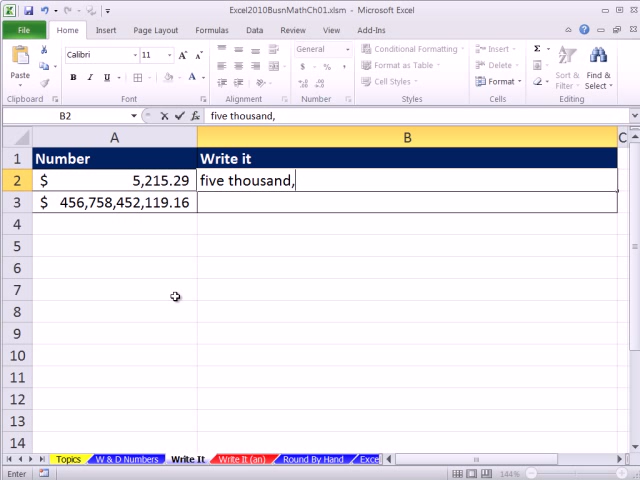 Excel2010BusnMathCh01.xlsm - Microsoft Excel
File Home Insert Page Layout Formulas Data Review View Add-Ins
Paste
Calibri 11
B I U
General
$ % ,
Conditional Formatting
Format as Table
Cell Styles
Insert
Delete
Format
Σ
Sort & Filter
Find & Select
Clipboard Font Alignment Number Styles Cells Editing
B2 fx five thousand,
A B C
1 Number Write it
2 $ 5,215.29 five thousand,
3 $ 456,758,452,119.16
4
5
6
7
8
9
10
11
12
13
14
Topics W & D Numbers Write It Write It (an) Round By Hand Exce
Enter 144%